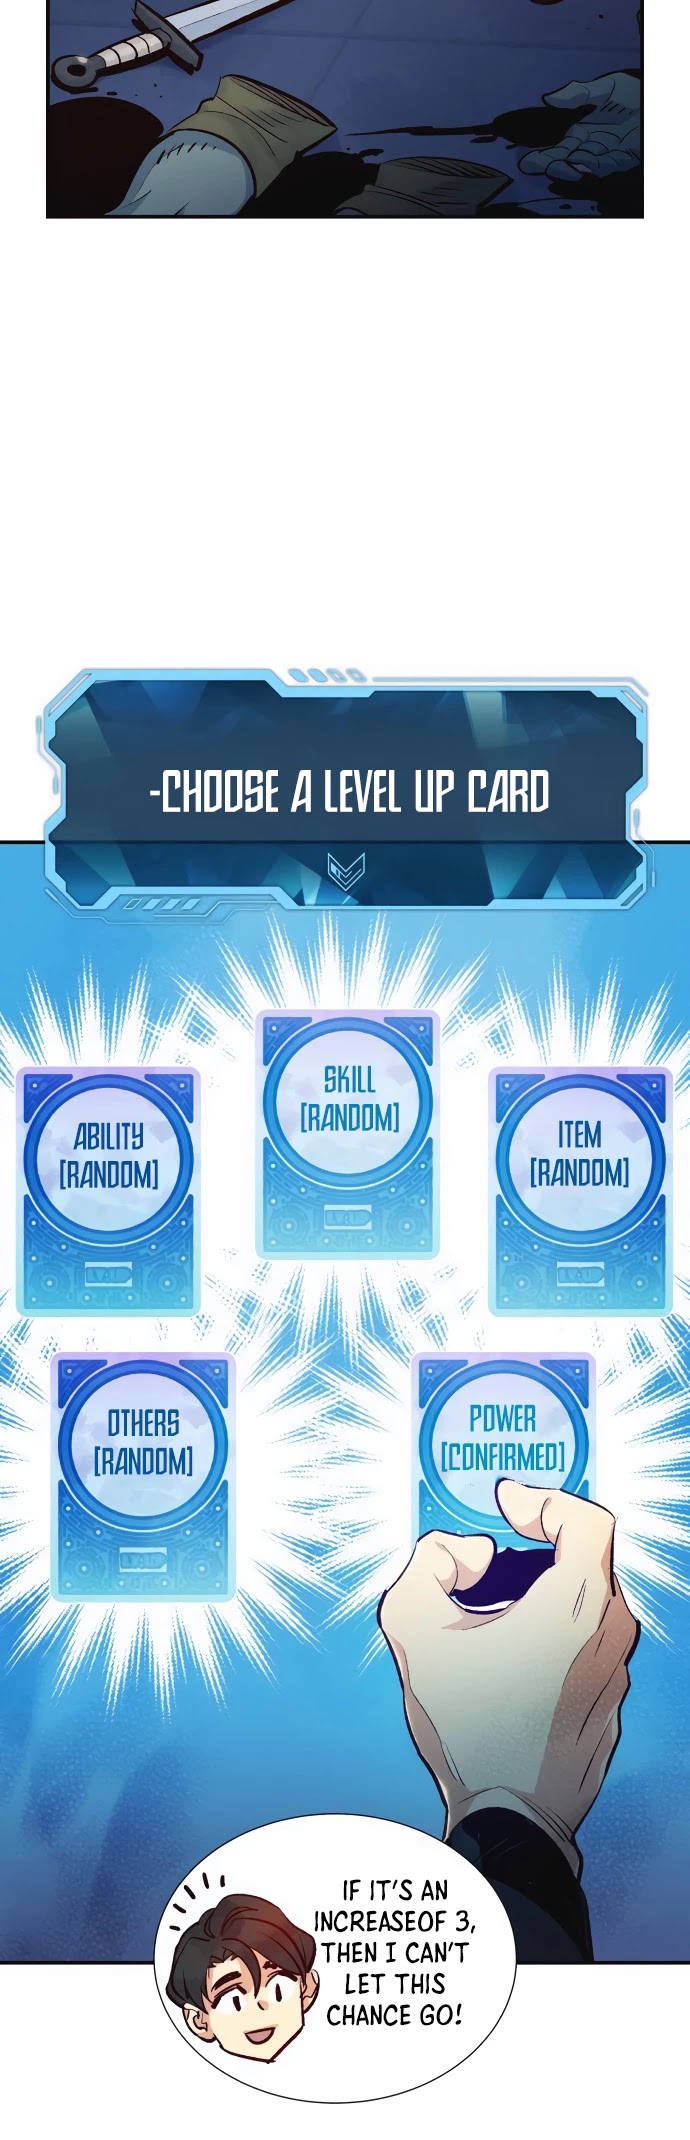 -CHOOSE A LEVEL UP CARD
SKILL
[RANDOM]
ABILITY
[RANDOM]
ITEM
[RANDOM]
OTHERS
[RANDOM]
POWER
[CONFIRMED]
IF IT'S AN
INCREASEOF 3,
THEN I CAN'T
LET THIS
CHANCE GO!